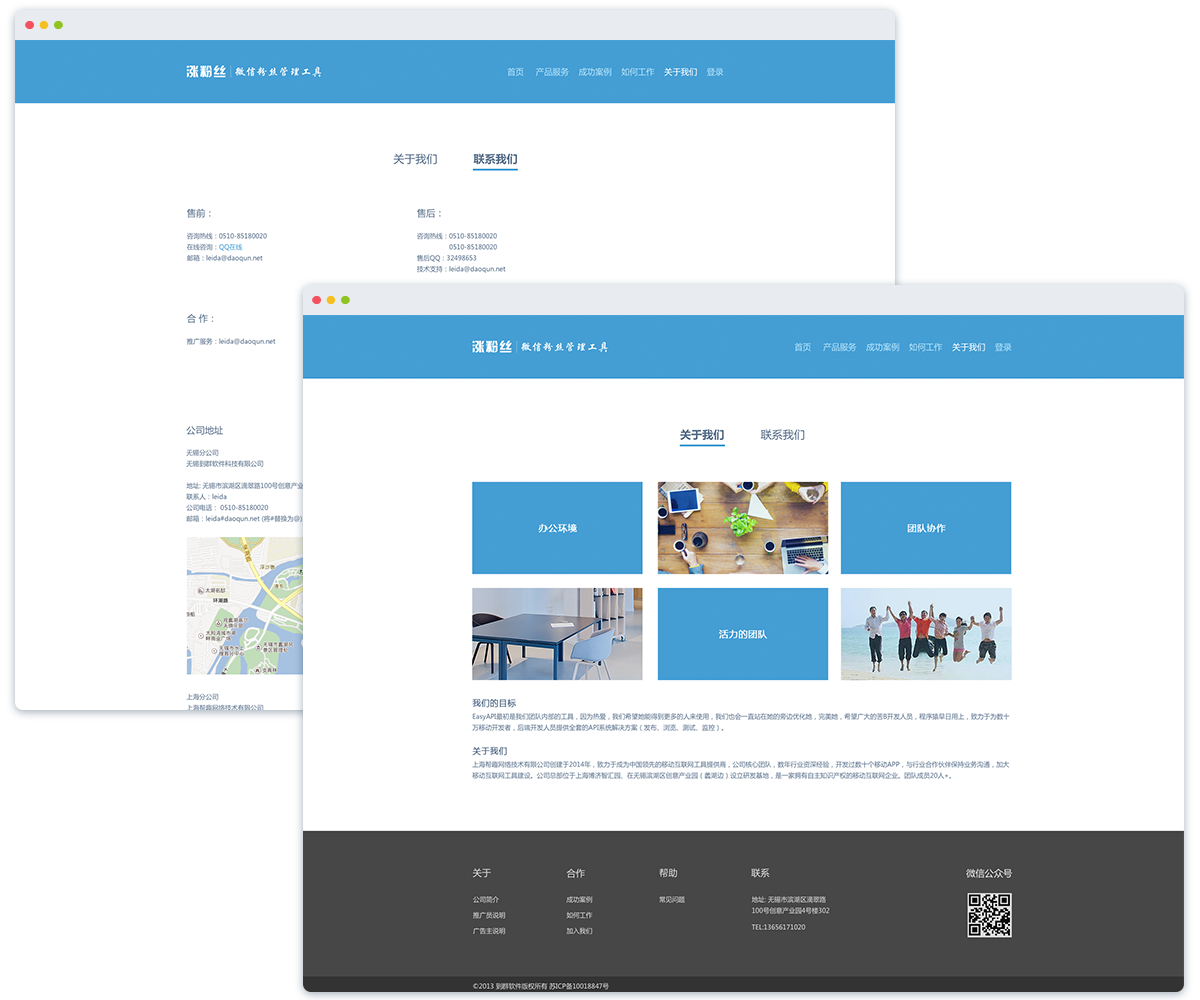 涨粉丝 微信粉丝管理工具
首页 产品服务 成功案例 如何工作 关于我们 登录
关于我们 联系我们
售前：
咨询热线：0510-85180020
在线咨询：QQ在线
邮箱：leida@daoqun.net
售后：
咨询热线：0510-85180020
0510-85180020
售后QQ：32498653
技术支持：leida@daoqun.net
合 作：
推广服务：leida@daoqun.net
公司地址
无锡分公司
无锡到群软件科技有限公司
地址: 无锡市滨湖区滴翠路100号创意产业
联系人：leida
公司电话： 0510-85180020
邮箱：leida#daoqun.net (将#替换为@)
环湖路
上海分公司
上海帮趣网络技术有限公司
涨粉丝 微信粉丝管理工具
首页 产品服务 成功案例 如何工作 关于我们 登录
关于我们 联系我们
办公环境
团队协作
活力的团队
我们的目标
EasyAPI最初是我们团队内部的工具，因为热爱，我们希望她能得到更多的人来使用，我们也会一直站在她的旁边优化她，完美她，希望广大的苦B开发人员，程序猿早日用上，致力于为数十
万移动开发者，后端开发人员提供全套的API系统解决方案（发布、浏览、测试、监控）。
关于我们
上海帮趣网络技术有限公司创建于2014年，致力于成为中国领先的移动互联网工具提供商，公司核心团队，数年行业资深经验，开发过数十个移动APP，与行业合作伙伴保持业务沟通，加大
移动互联网工具建设。公司总部位于上海博济智汇园、在无锡滨湖区创意产业园（蠡湖边）设立研发基地，是一家拥有自主知识产权的移动互联网企业。团队成员20人+。
关于
公司简介
推广员说明
广告主说明
合作
成功案例
如何工作
加入我们
帮助
常见问题
联系
地址: 无锡市滨湖区滴翠路
100号创意产业园4号楼302
TEL:13656171020
微信公众号
©2013 到群软件版权所有 苏ICP备10018847号